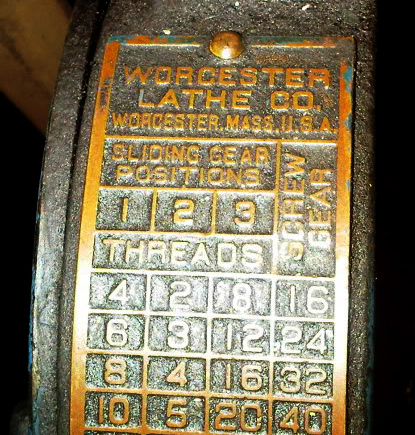 WORCESTER
LATHE CO.
WORCESTER, MASS, U.S.A.
SLIDING GEAR
POSITIONS
SCREW
GEAR
1 2 3
THREADS
4 2 8 16
6 3 12 24
8 4 16 32
10 5 20 40